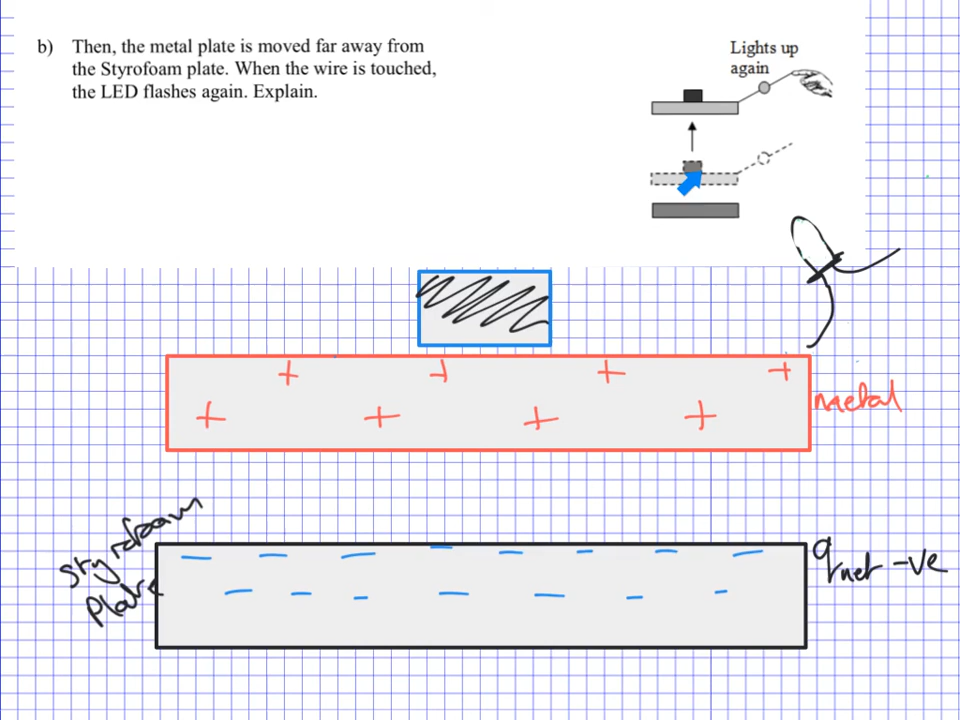 b) Then, the metal plate is moved far away from
the Styrofoam plate. When the wire is touched,
the LED flashes again. Explain.
Lights up
again
+ + + +
metal
+ + + +
Styrofoam
Plate
qnet -ve